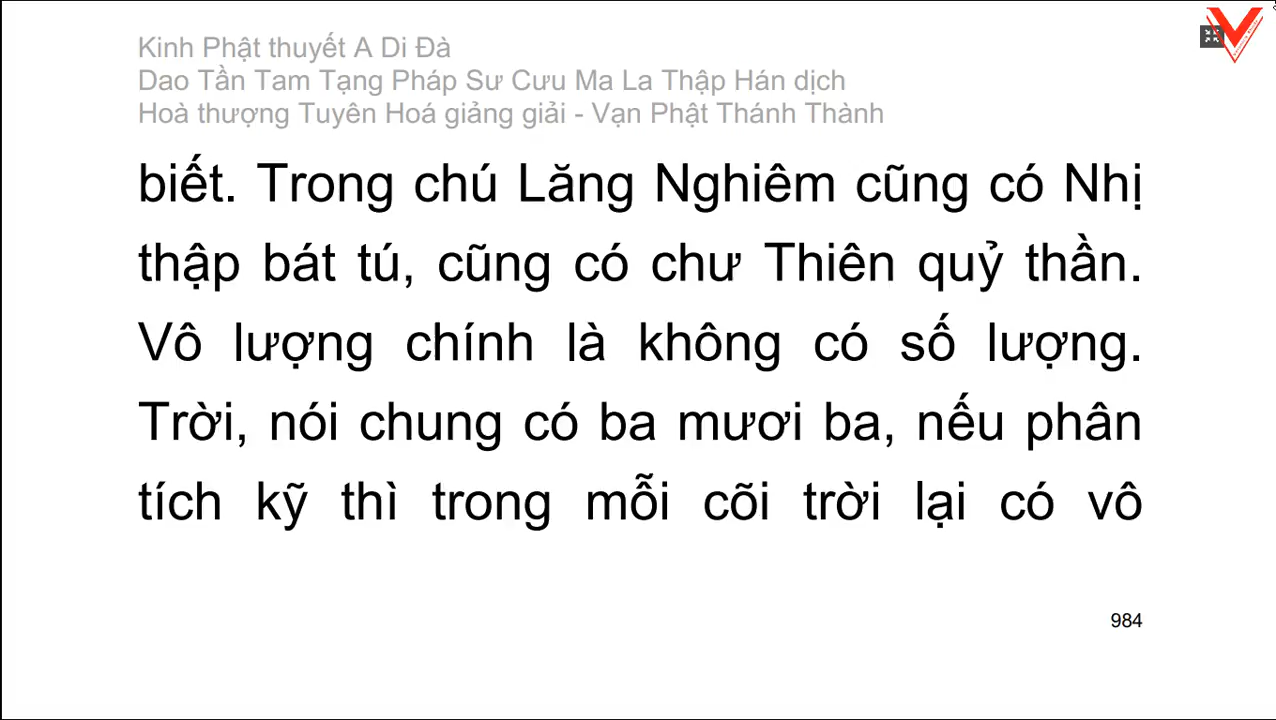 Kinh Phật thuyết A Di Đà
Dao Tần Tam Tạng Pháp Sư Cưu Ma La Thập Hán dịch
Hoà thượng Tuyên Hoá giảng giải - Vạn Phật Thánh Thành
biết. Trong chú Lăng Nghiêm cũng có Nhị
thập bát tú, cũng có chư Thiên quỷ thần.
Vô lượng chính là không có số lượng.
Trời, nói chung có ba mươi ba, nếu phân
tích kỹ thì trong mỗi cõi trời lại có vô
984